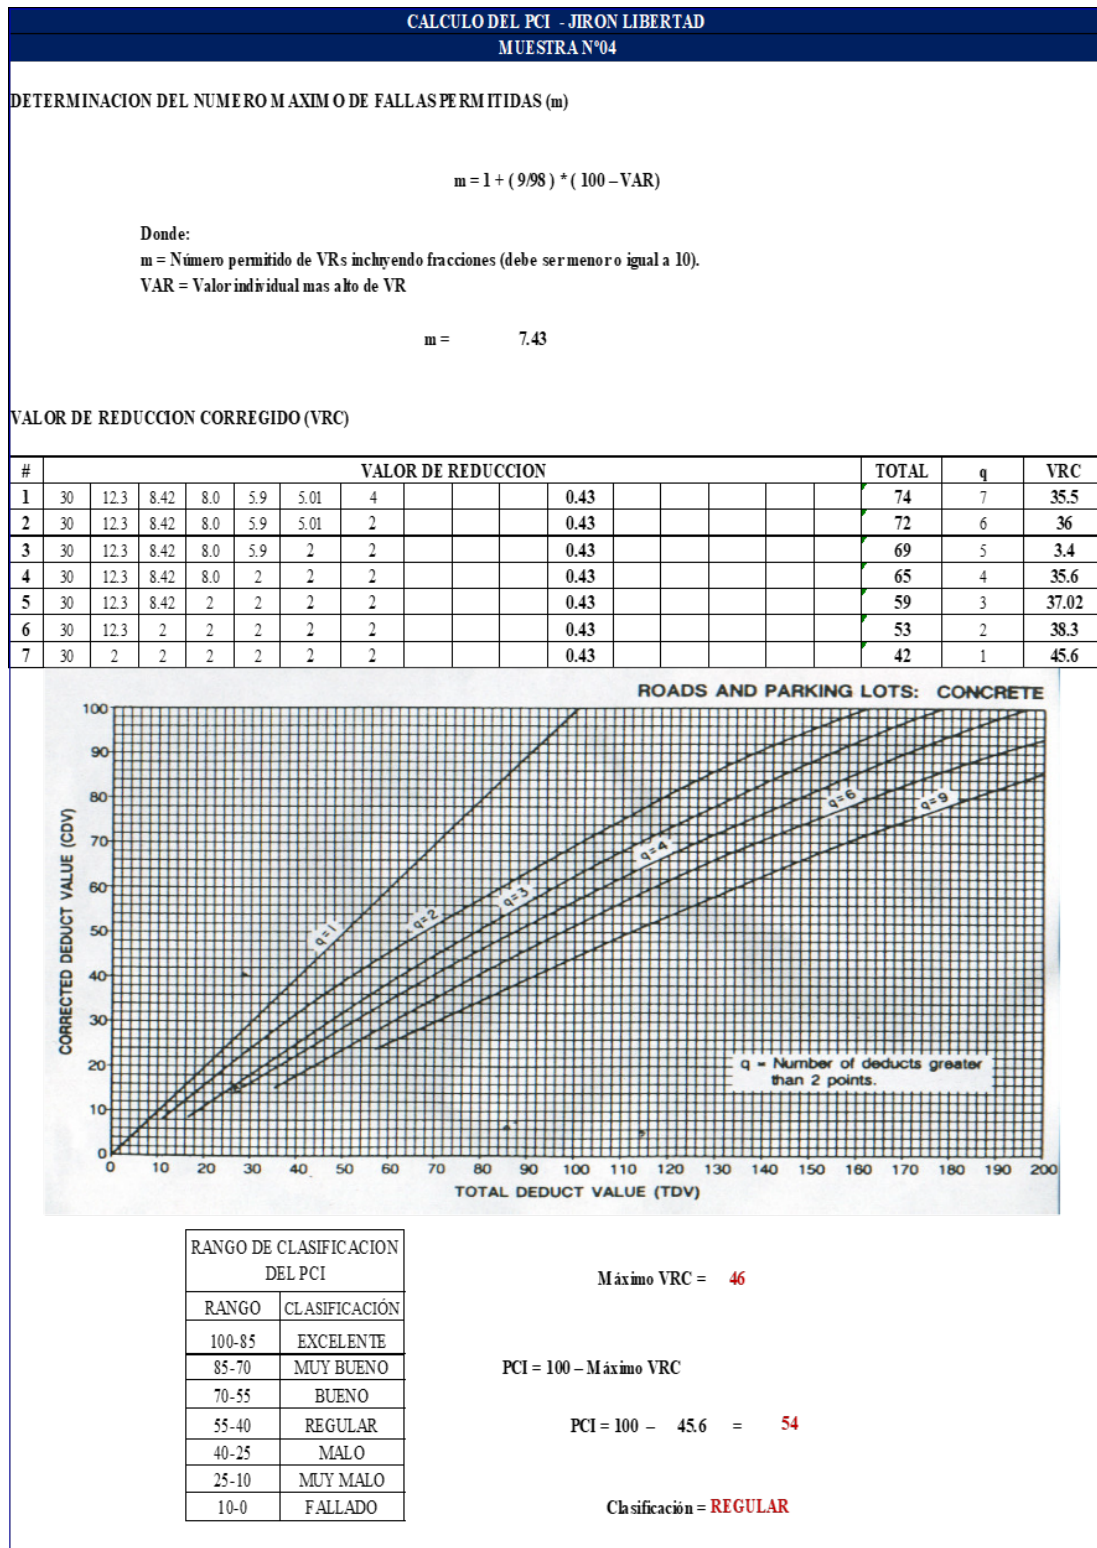 CALCULO DEL PCI - JIRON LIBERTAD
MUESTRA Nº04
DETERMINACION DEL NUMERO MAXIMO DE FALLAS PERMITIDAS (m)
m = 1 + ( 9/98 ) * ( 100 – VAR)
Donde:
m = Número permitido de VRs incluyendo fracciones (debe ser menor o igual a 10).
VAR = Valor individual mas alto de VR
m = 7.43
VALOR DE REDUCCION CORREGIDO (VRC)
# VALOR DE REDUCCION TOTAL q VRC
1 30 12.3 8.42 8.0 5.9 5.01 4 0.43 74 7 35.5
2 30 12.3 8.42 8.0 5.9 5.01 2 0.43 72 6 36
3 30 12.3 8.42 8.0 5.9 2 2 0.43 69 5 3.4
4 30 12.3 8.42 8.0 2 2 2 0.43 65 4 35.6
5 30 12.3 8.42 2 2 2 2 0.43 59 3 37.02
6 30 12.3 2 2 2 2 2 0.43 53 2 38.3
7 30 2 2 2 2 2 2 0.43 42 1 45.6
ROADS AND PARKING LOTS: CONCRETE
CORRECTED DEDUCT VALUE (CDV)
100
90
80
70
60
50
40
30
20
10
0
q=1
q=2
q=3
q=4
q=6
q=9
q = Number of deducts greater
than 2 points.
0 10 20 30 40 50 60 70 80 90 100 110 120 130 140 150 160 170 180 190 200
TOTAL DEDUCT VALUE (TDV)
RANGO DE CLASIFICACION
DEL PCI
RANGO CLASIFICACIÓN
100-85 EXCELENTE
85-70 MUY BUENO
70-55 BUENO
55-40 REGULAR
40-25 MALO
25-10 MUY MALO
10-0 FALLADO
Máximo VRC = 46
PCI = 100 – Máximo VRC
PCI = 100 – 45.6 = 54
Clasificación = REGULAR